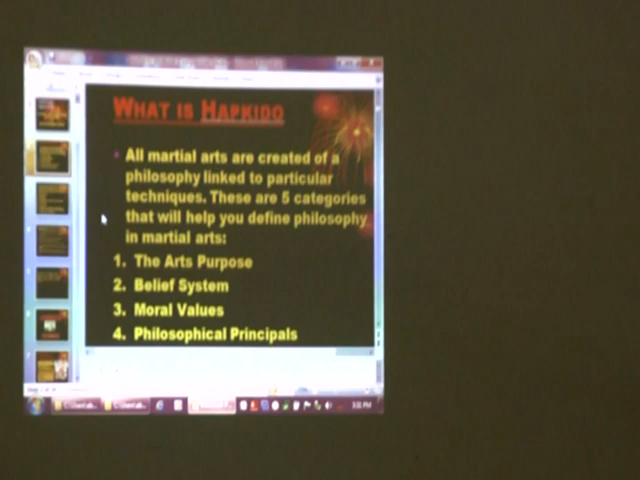 WHAT IS HAPKIDO
All martial arts are created of a
philosophy linked to particular
techniques. These are 5 categories
that will help you define philosophy
in martial arts:
1. The Arts Purpose
2. Belief System
3. Moral Values
4. Philosophical Principals